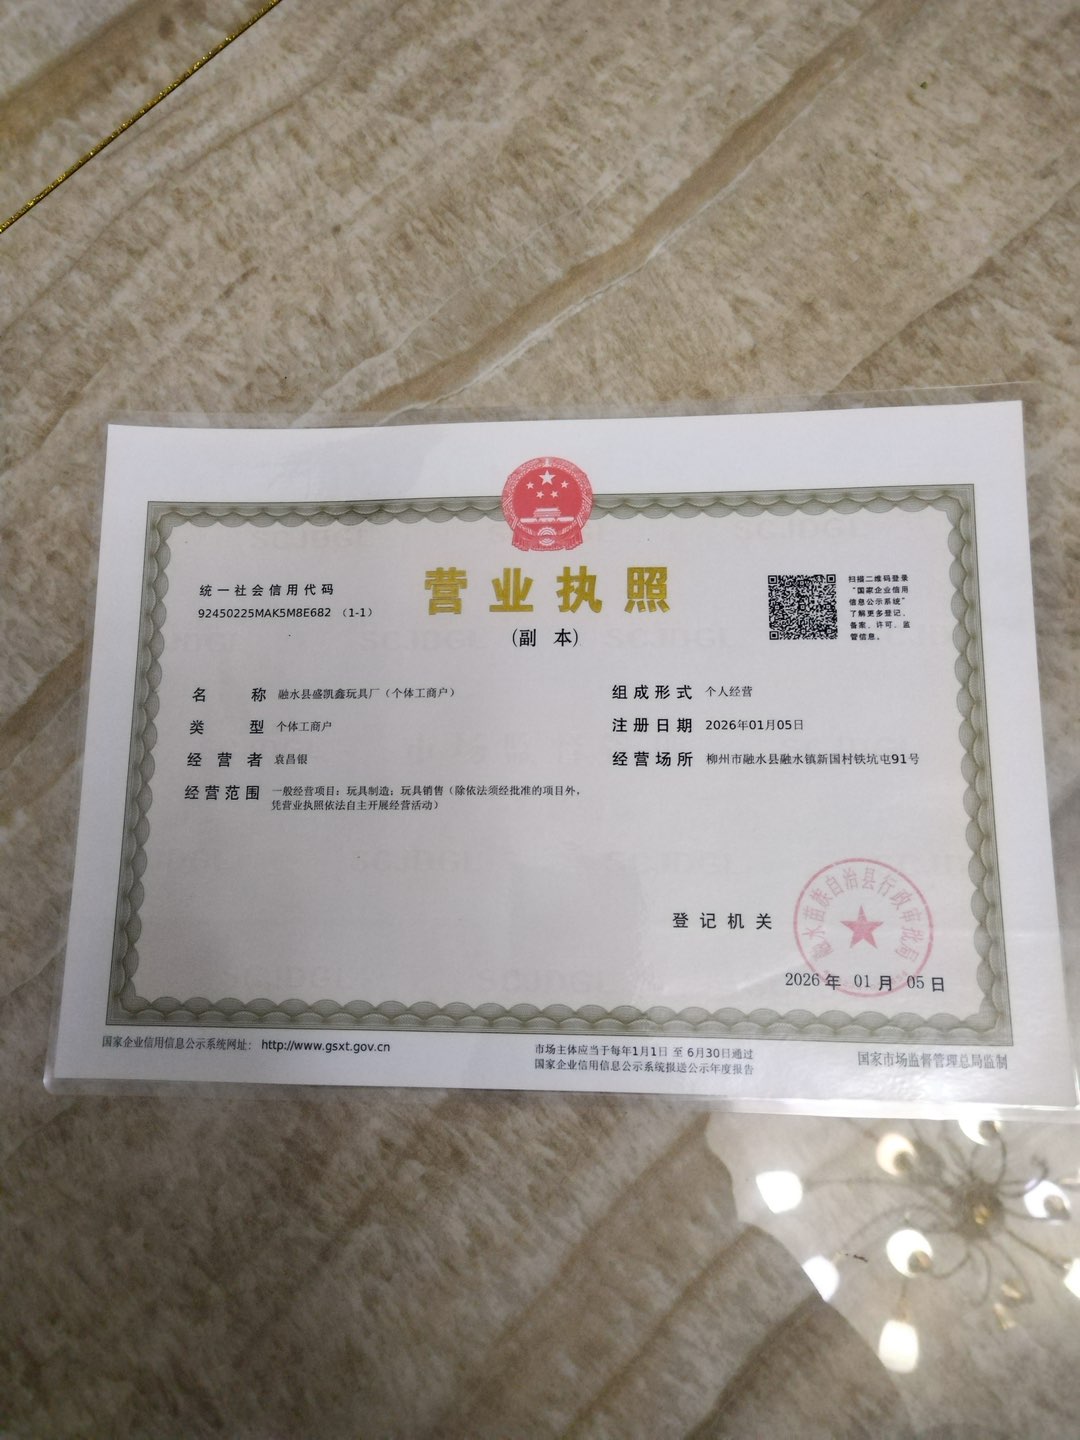 营业执照
(副 本)
统一社会信用代码
92450225MAK5M8E682 (1-1)
扫描二维码登录
“国家企业信用
信息公示系统”
了解更多登记、
备案、许可、监
管信息。
名 称 融水县盛凯鑫玩具厂（个体工商户）
类 型 个体工商户
经 营 者 袁昌银
经营范围 一般经营项目：玩具制造；玩具销售（除依法须经批准的项目外，
凭营业执照依法自主开展经营活动）
组成形式 个人经营
注册日期 2026年01月05日
经营场所 柳州市融水县融水镇新国村铁坑屯91号
登记机关
融水苗族自治县行政审批局
2026 年 01 月 05 日
国家企业信用信息公示系统网址： http://www.gsxt.gov.cn
市场主体应当于每年1月1日 至 6月30日通过
国家企业信用信息公示系统报送公示年度报告
国家市场监督管理总局监制